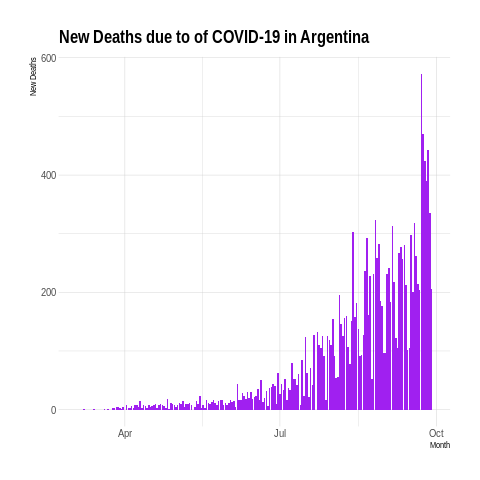 New Deaths due to of COVID-19 in Argentina
New Deaths
600
400
200
0
Apr
Jul
Oct
Month